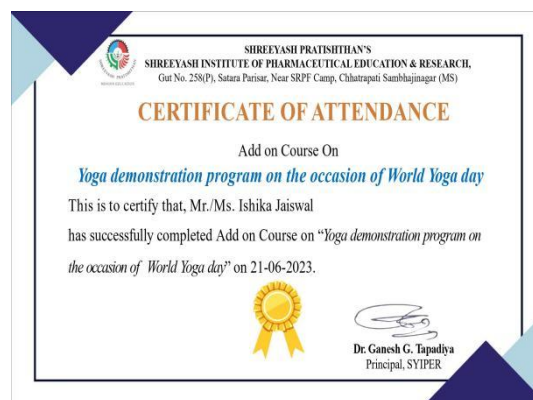 SHREEYASH PRATISHTHAN'S
SHREEYASH INSTITUTE OF PHARMACEUTICAL EDUCATION & RESEARCH,
Gut No. 258(P), Satara Parisar, Near SRPF Camp, Chhatrapati Sambhajinagar (MS)
CERTIFICATE OF ATTENDANCE
Add on Course On
Yoga demonstration program on the occasion of World Yoga day
This is to certify that, Mr./Ms. Ishika Jaiswal
has successfully completed Add on Course on “Yoga demonstration program on
the occasion of World Yoga day” on 21-06-2023.
Dr. Ganesh G. Tapadiya
Principal, SYIPER